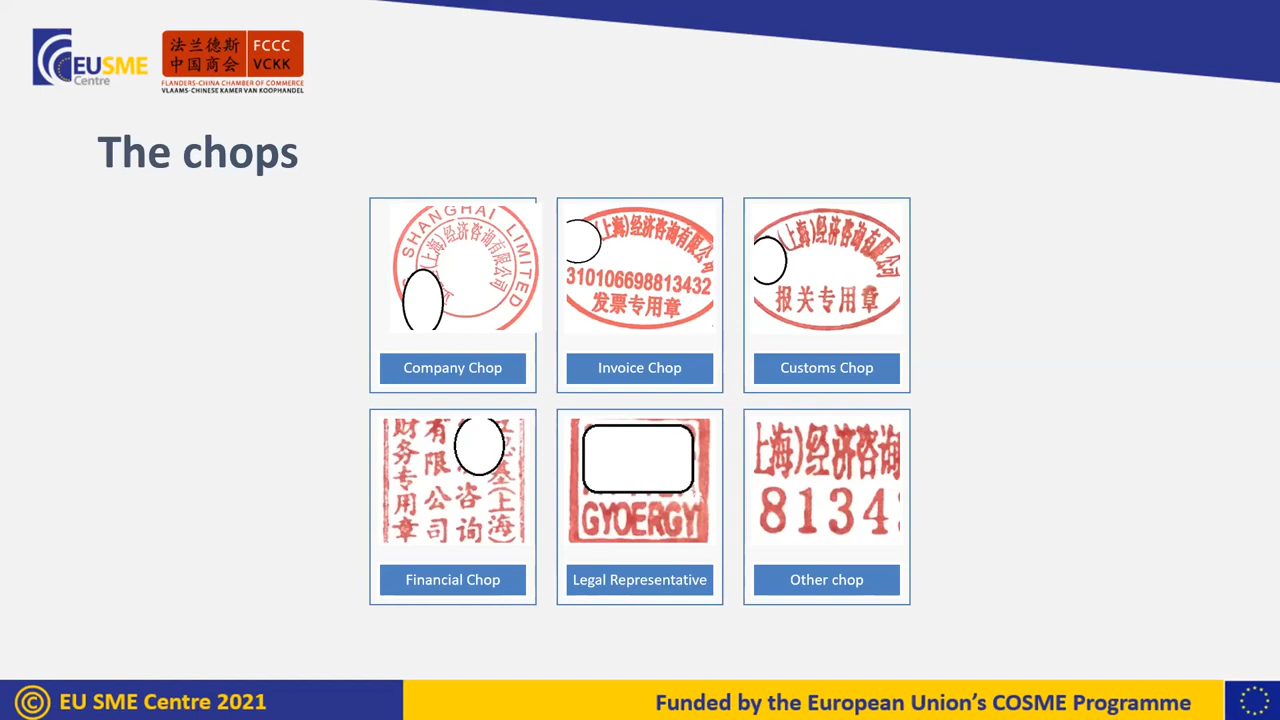 EUSME
Centre
法兰德斯
中国商会
FCCC
VCKK
FLANDERS-CHINA CHAMBER OF COMMERCE
VLAAMS-CHINESE KAMER VAN KOOPHANDEL
The chops
SHANGHAI LIMITED
(上海)经济咨询有限公司
Company Chop
(上海)经济咨询有限公司
310106698813432
发票专用章
Invoice Chop
(上海)经济咨询有限公司
报关专用章
Customs Chop
基(上海)
咨询
有限公司
财务专用章
Financial Chop
GYOERGY
Legal Representative
上海)经济咨询
8134
Other chop
© EU SME Centre 2021
Funded by the European Union's COSME Programme